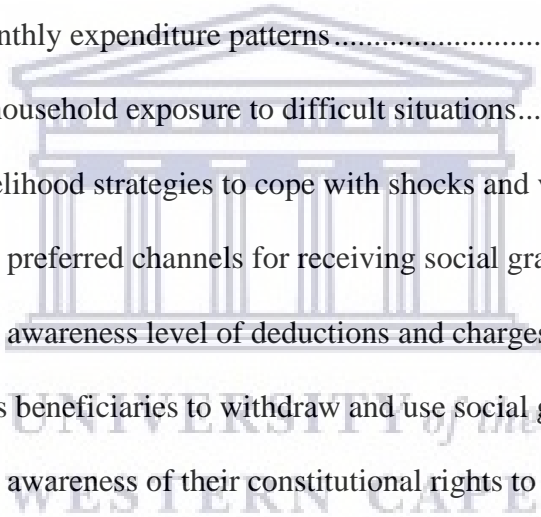 nthly expenditure patterns..........................
household exposure to difficult situations....
elihood strategies to cope with shocks and v
preferred channels for receiving social gra
awareness level of deductions and charges
s beneficiaries to withdraw and use social g
UNIVERSITY of the
awareness of their constitutional rights to
WESTERN CAPE